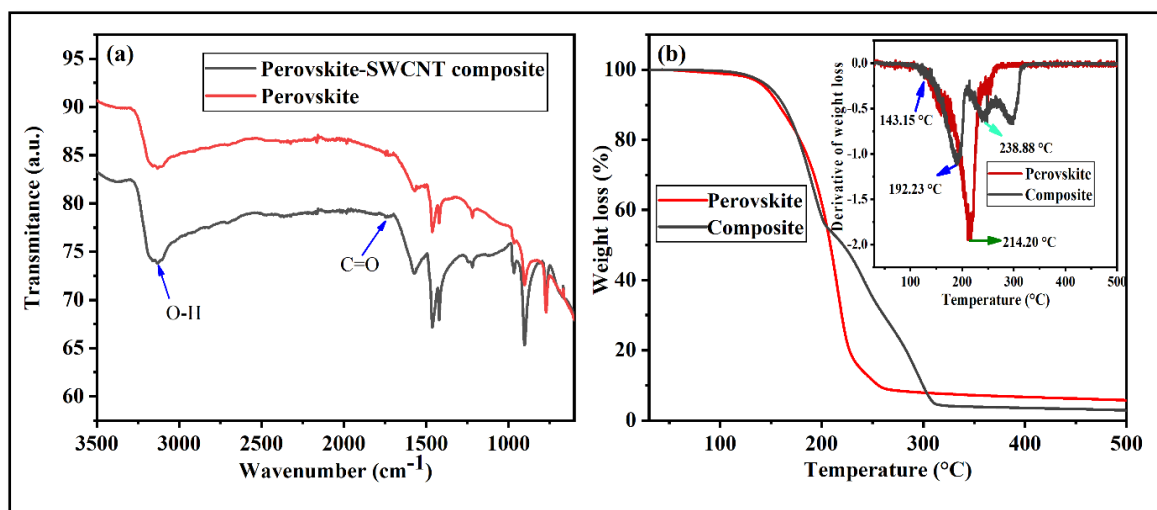 (a)
Perovskite-SWCNT composite
Perovskite
C=O
O-H
Transmitance (a.u.)
95
90
85
80
75
70
65
60
3500 3000 2500 2000 1500 1000
Wavenumber (cm-1)
(b)
Perovskite
Composite
Weight loss (%)
100
80
60
40
20
0
100 200 300 400 500
Temperature (°C)
0.0
-0.5
-1.0
-1.5
-2.0
Derivative of weight loss
143.15 °C
238.88 °C
192.23 °C
Perovskite
Composite
214.20 °C
100 200 300 400 500
Temperature (°C)